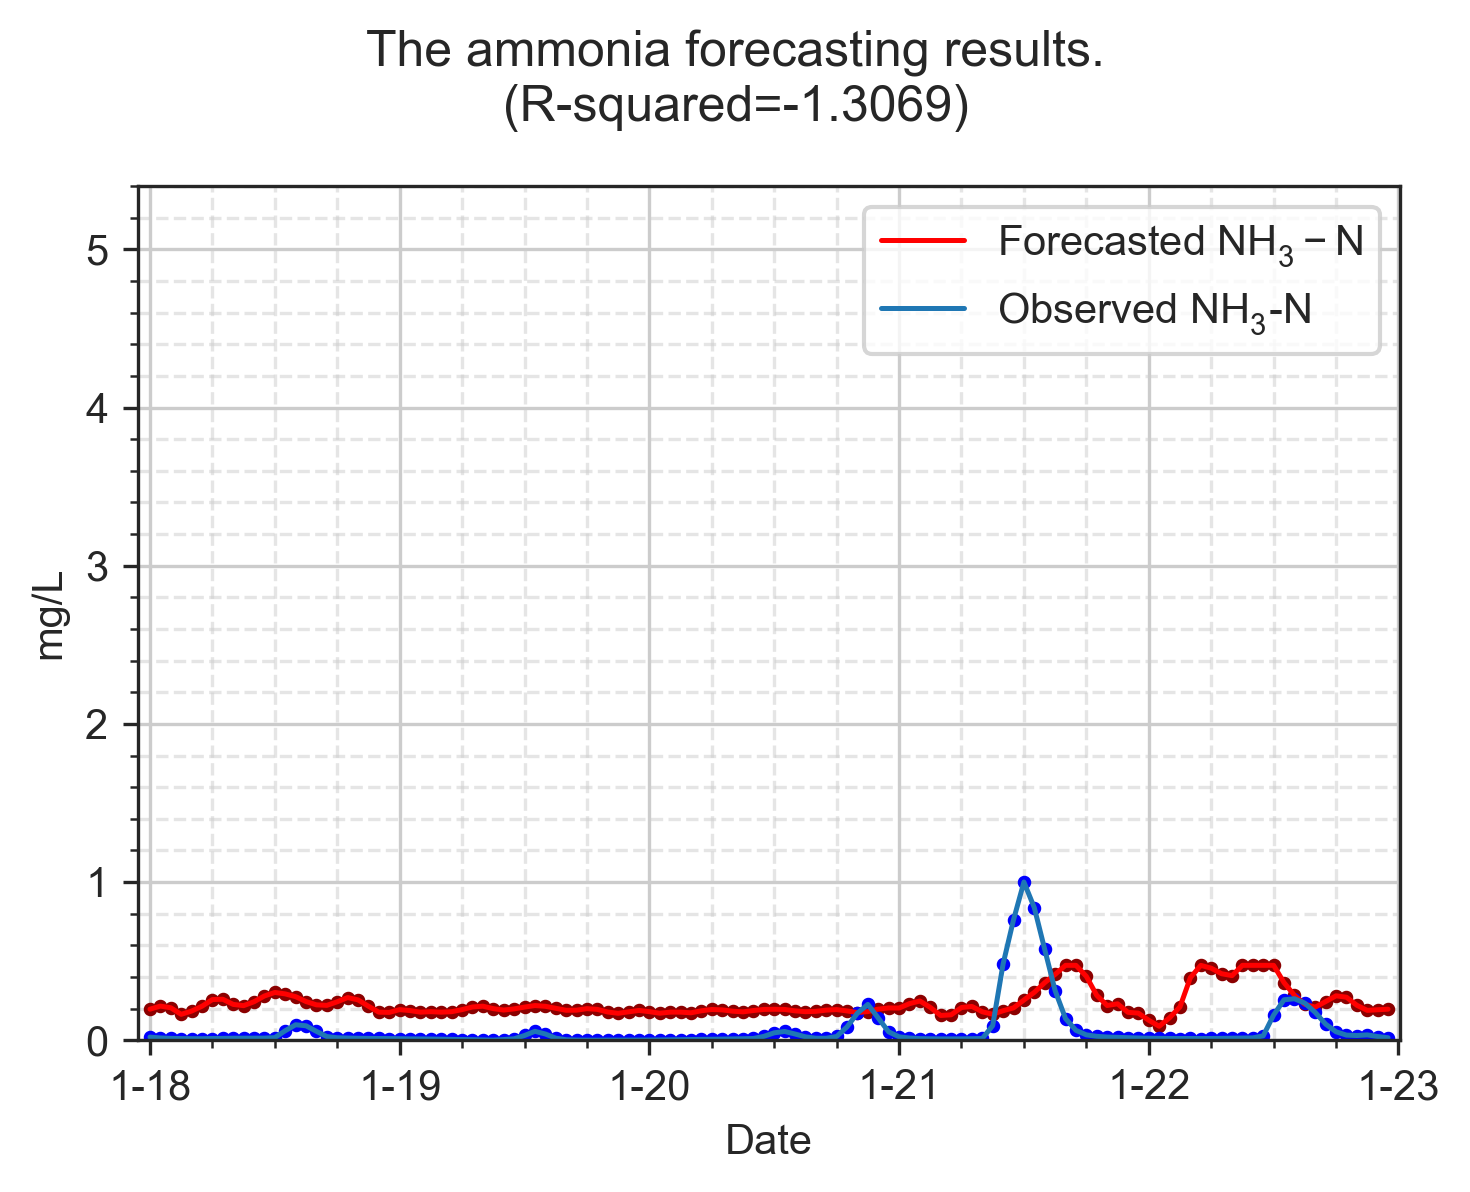 The ammonia forecasting results.
(R-squared=-1.3069)
Forecasted NH₃ − N
Observed NH₃-N
5
4
3
2
1
0
mg/L
1-18 1-19 1-20 1-21 1-22 1-23
Date